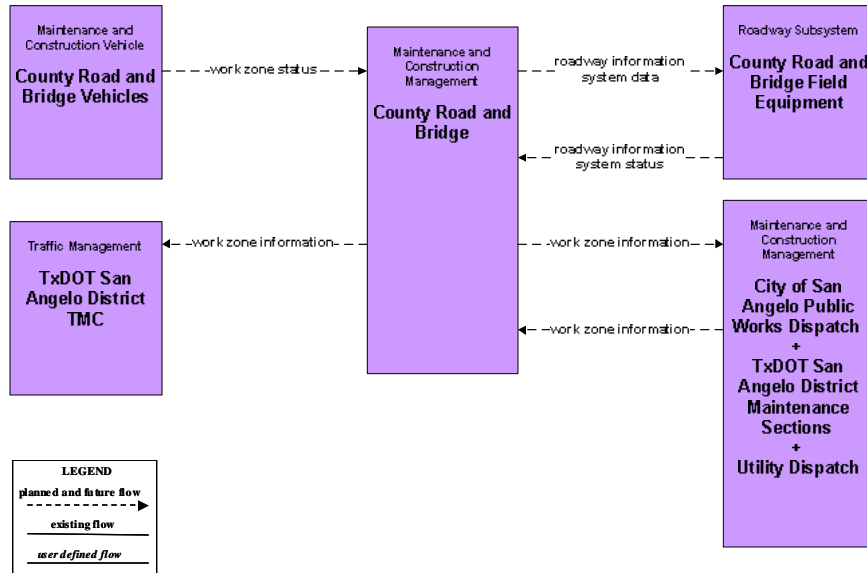 Maintenance and
Construction Vehicle
County Road and
Bridge Vehicles
work zone status
Maintenance and
Construction
Management
County Road and
Bridge
roadway information
system data
roadway information
system status
Roadway Subsystem
County Road and
Bridge Field
Equipment
Traffic Management
TxDOT San
Angelo District
TMC
work zone information
work zone information
work zone information
Maintenance and
Construction
Management
City of San
Angelo Public
Works Dispatch
+
TxDOT San
Angelo District
Maintenance
Sections
+
Utility Dispatch
LEGEND
planned and future flow
existing flow
user defined flow